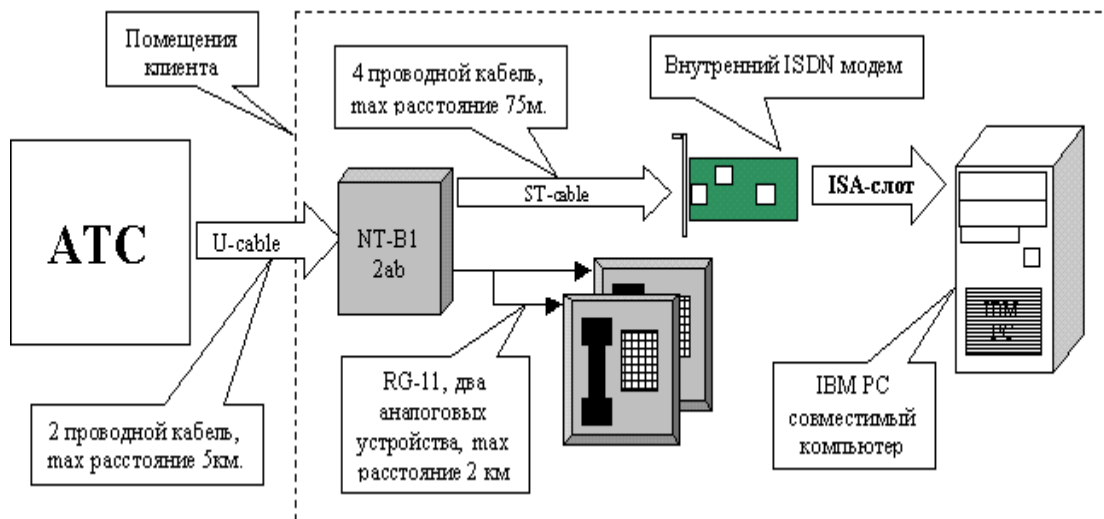 Помещения
клиента
4 проводной кабель,
max расстояние 75м.
Внутренний ISDN модем
АТС
U-cable
NT-B1
2ab
ST-cable
ISA-слот
IBM
PC
RG-11, два
аналоговых
устройства, max
расстояние 2 км
2 проводной кабель,
max расстояние 5км.
IBM PC
совместимый
компьютер